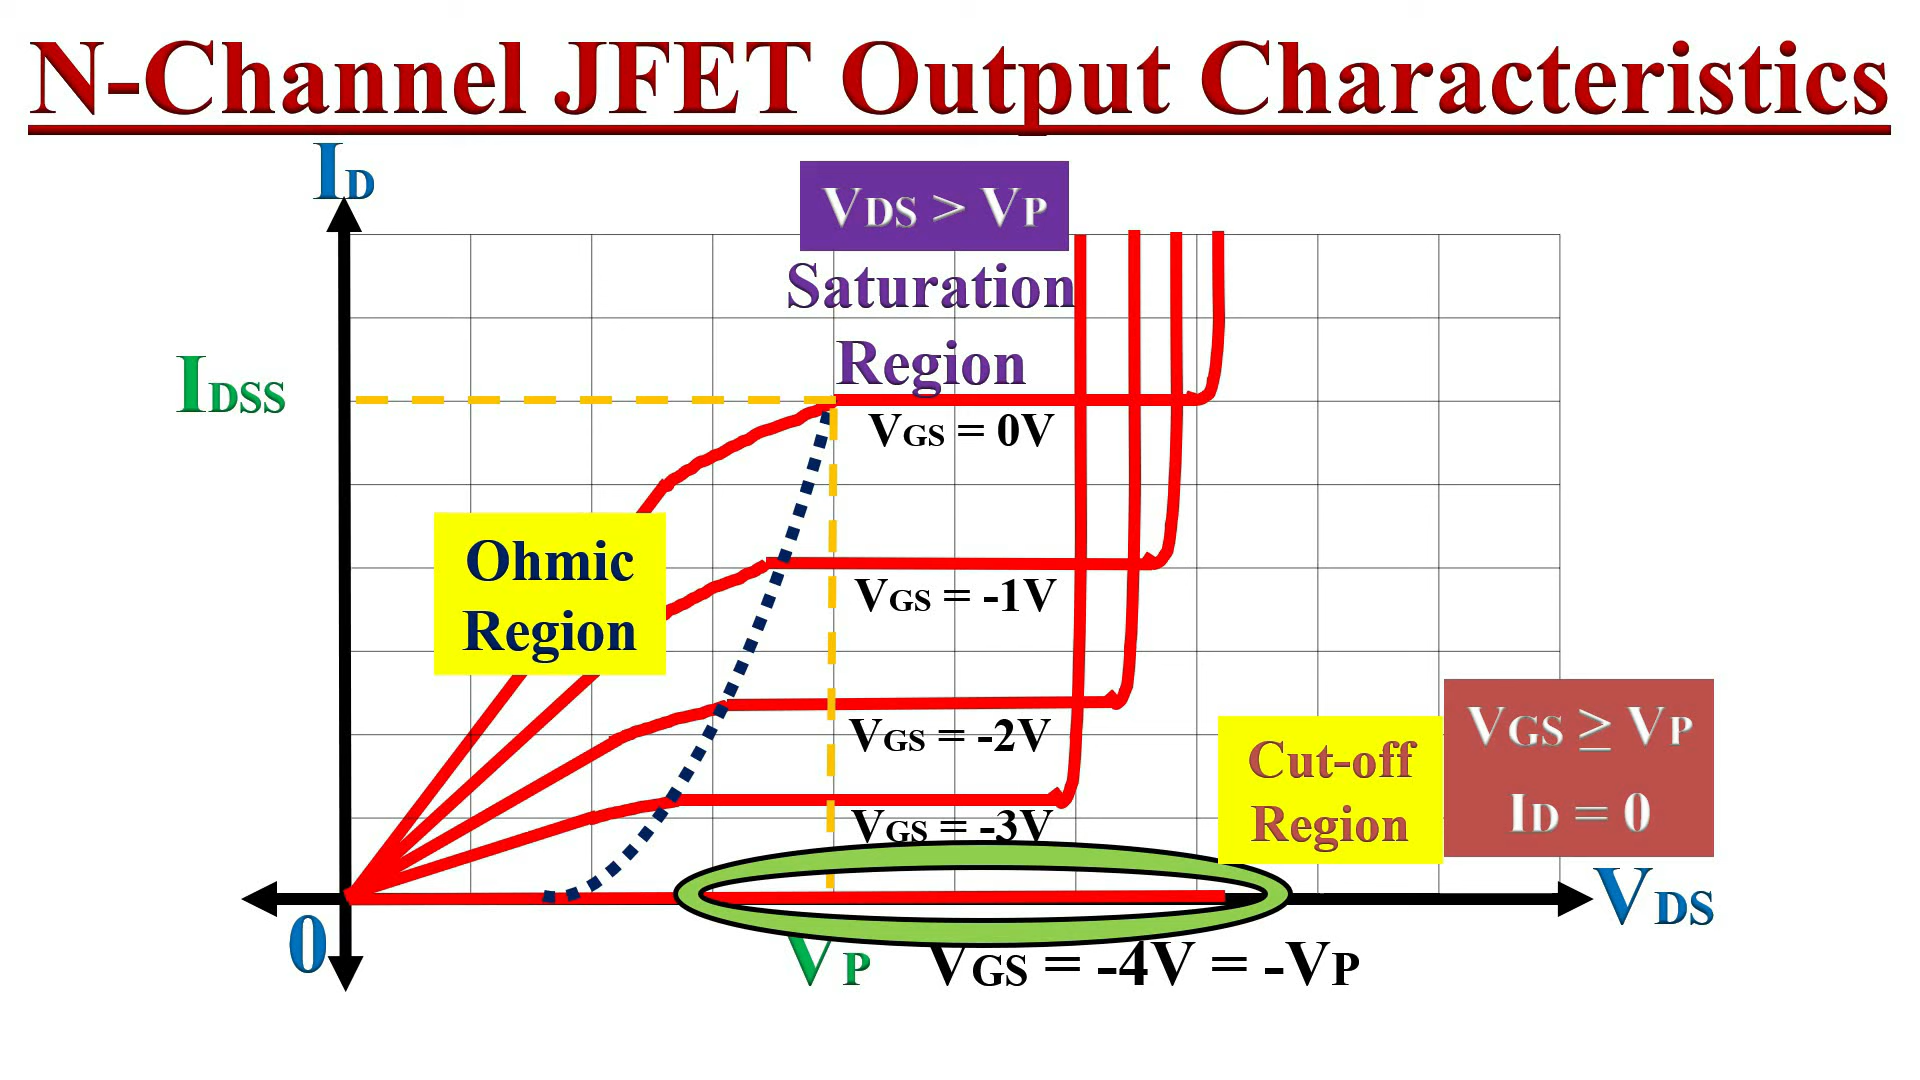 N-Channel JFET Output Characteristics
ID
VDS > VP
Saturation
Region
IDSS
VGS = 0V
Ohmic
Region
VGS = -1V
VGS = -2V
VGS = -3V
Cut-off
Region
VGS ≥ VP
ID = 0
VDS
0
VP
VGS = -4V = -VP